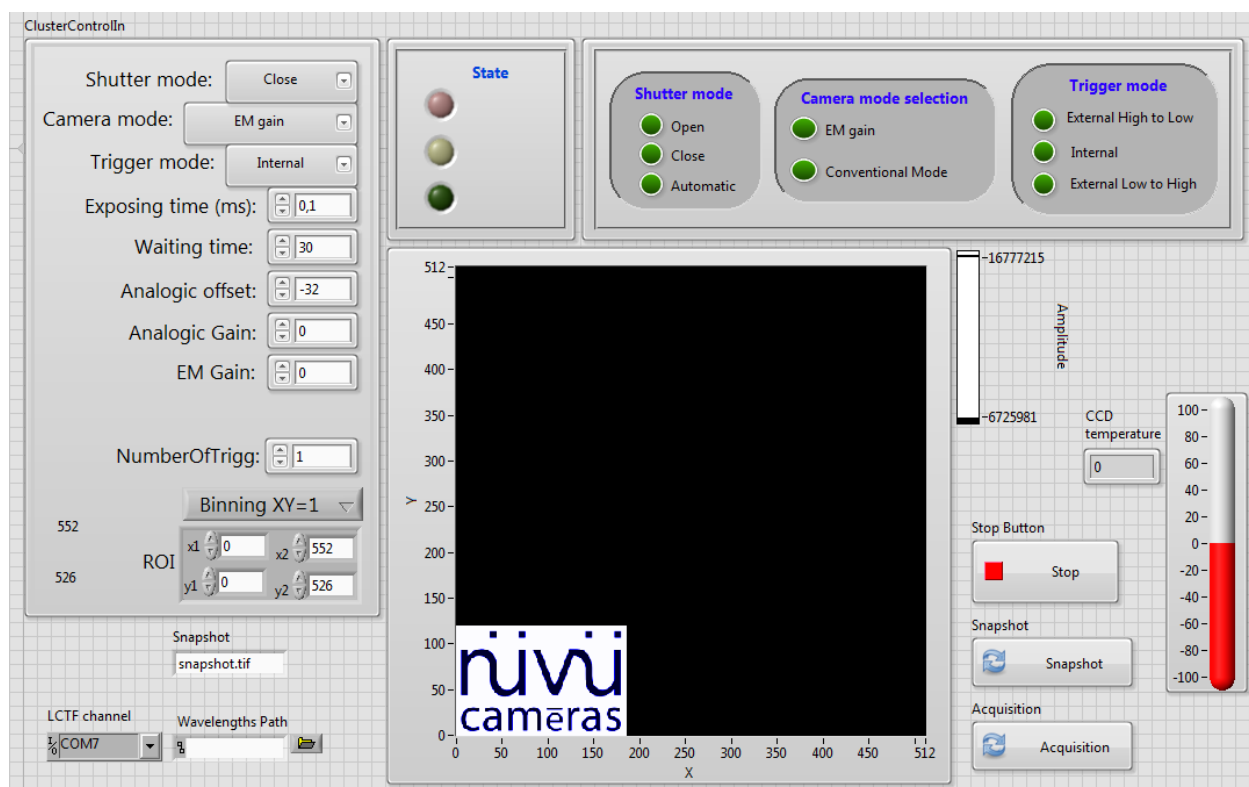 ClusterControlIn
Shutter mode: Close
Camera mode: EM gain
Trigger mode: Internal
Exposing time (ms): 0,1
Waiting time: 30
Analogic offset: -32
Analogic Gain: 0
EM Gain: 0
NumberOfTrigg: 1
Binning XY=1
552
526
ROI
x1 0 x2 552
y1 0 y2 526
Snapshot
snapshot.tif
LCTF channel
I/O COM7
Wavelengths Path
State
Shutter mode
Open
Close
Automatic
Camera mode selection
EM gain
Conventional Mode
Trigger mode
External High to Low
Internal
External Low to High
512
450
400
350
300
250
200
150
100
50
0
Y
nüvü
camēras
0 50 100 150 200 250 300 350 400 450 512
X
-16777215
-6725981
Amplitude
CCD
temperature
0
100
80
60
40
20
0
-20
-40
-60
-80
-100
Stop Button
Stop
Snapshot
Snapshot
Acquisition
Acquisition